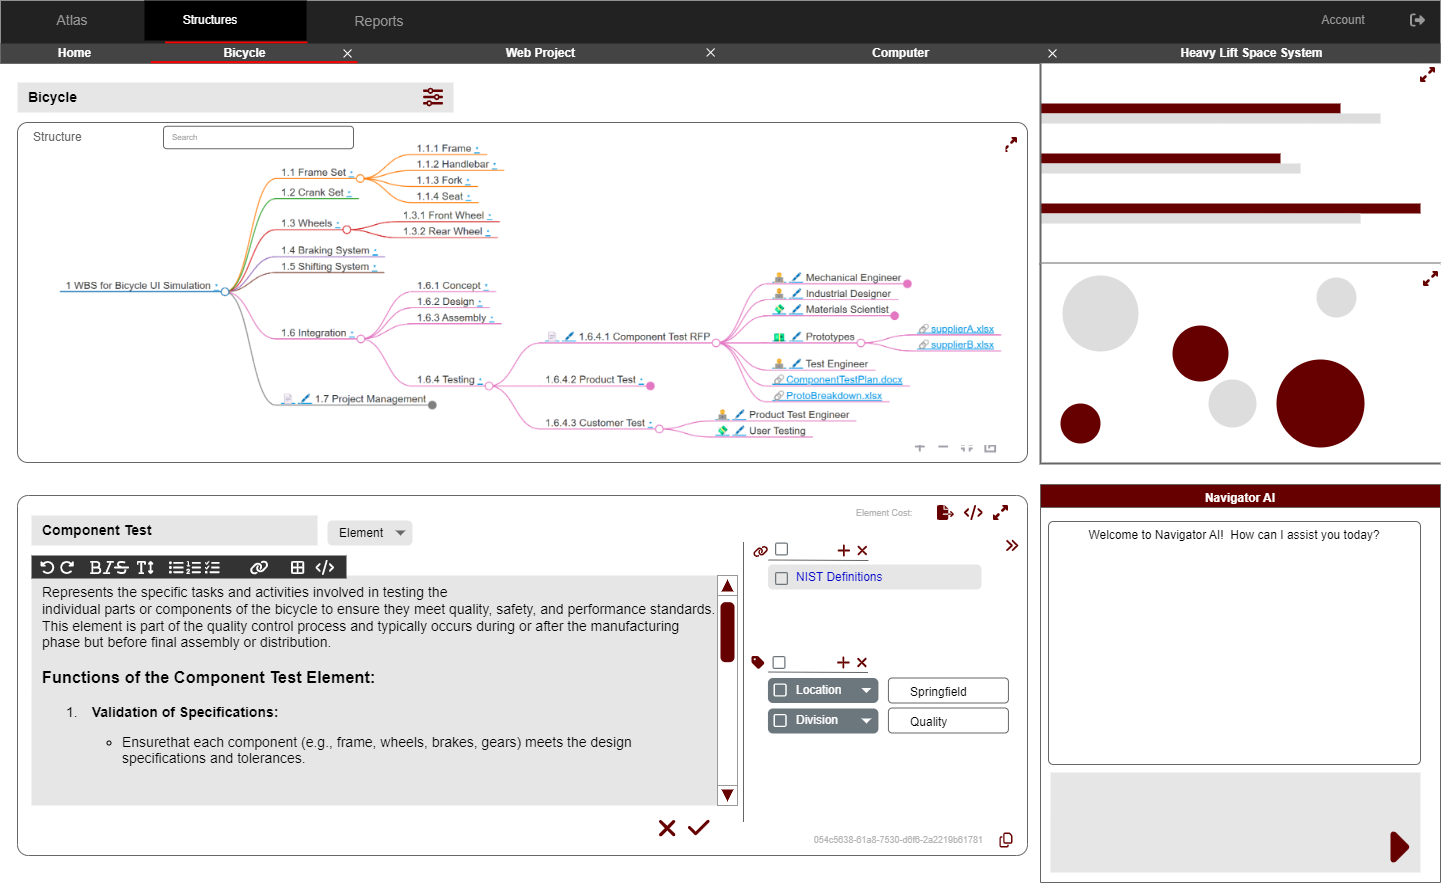 Atlas
Structures
Reports
Account
Home
Bicycle
Web Project
Computer
Heavy Lift Space System
Bicycle
Structure
Search
1 WBS for Bicycle UI Simulation
1.1 Frame Set
1.1.1 Frame
1.1.2 Handlebar
1.1.3 Fork
1.1.4 Seat
1.2 Crank Set
1.3 Wheels
1.3.1 Front Wheel
1.3.2 Rear Wheel
1.4 Braking System
1.5 Shifting System
1.6 Integration
1.6.1 Concept
1.6.2 Design
1.6.3 Assembly
1.6.4 Testing
1.6.4.1 Component Test RFP
Mechanical Engineer
Industrial Designer
Materials Scientist
Prototypes
supplierA.xlsx
supplierB.xlsx
Test Engineer
ComponentTestPlan.docx
ProtoBreakdown.xlsx
1.6.4.2 Product Test
1.6.4.3 Customer Test
Product Test Engineer
User Testing
1.7 Project Management
Component Test
Element
Element Cost:
Represents the specific tasks and activities involved in testing the
individual parts or components of the bicycle to ensure they meet quality, safety, and performance standards.
This element is part of the quality control process and typically occurs during or after the manufacturing
phase but before final assembly or distribution.
Functions of the Component Test Element:
1. Validation of Specifications:
Ensurethat each component (e.g., frame, wheels, brakes, gears) meets the design
specifications and tolerances.
NIST Definitions
Location
Springfield
Division
Quality
054c5638-61a8-7530-d6f6-2a2219b61781
Navigator AI
Welcome to Navigator AI! How can I assist you today?